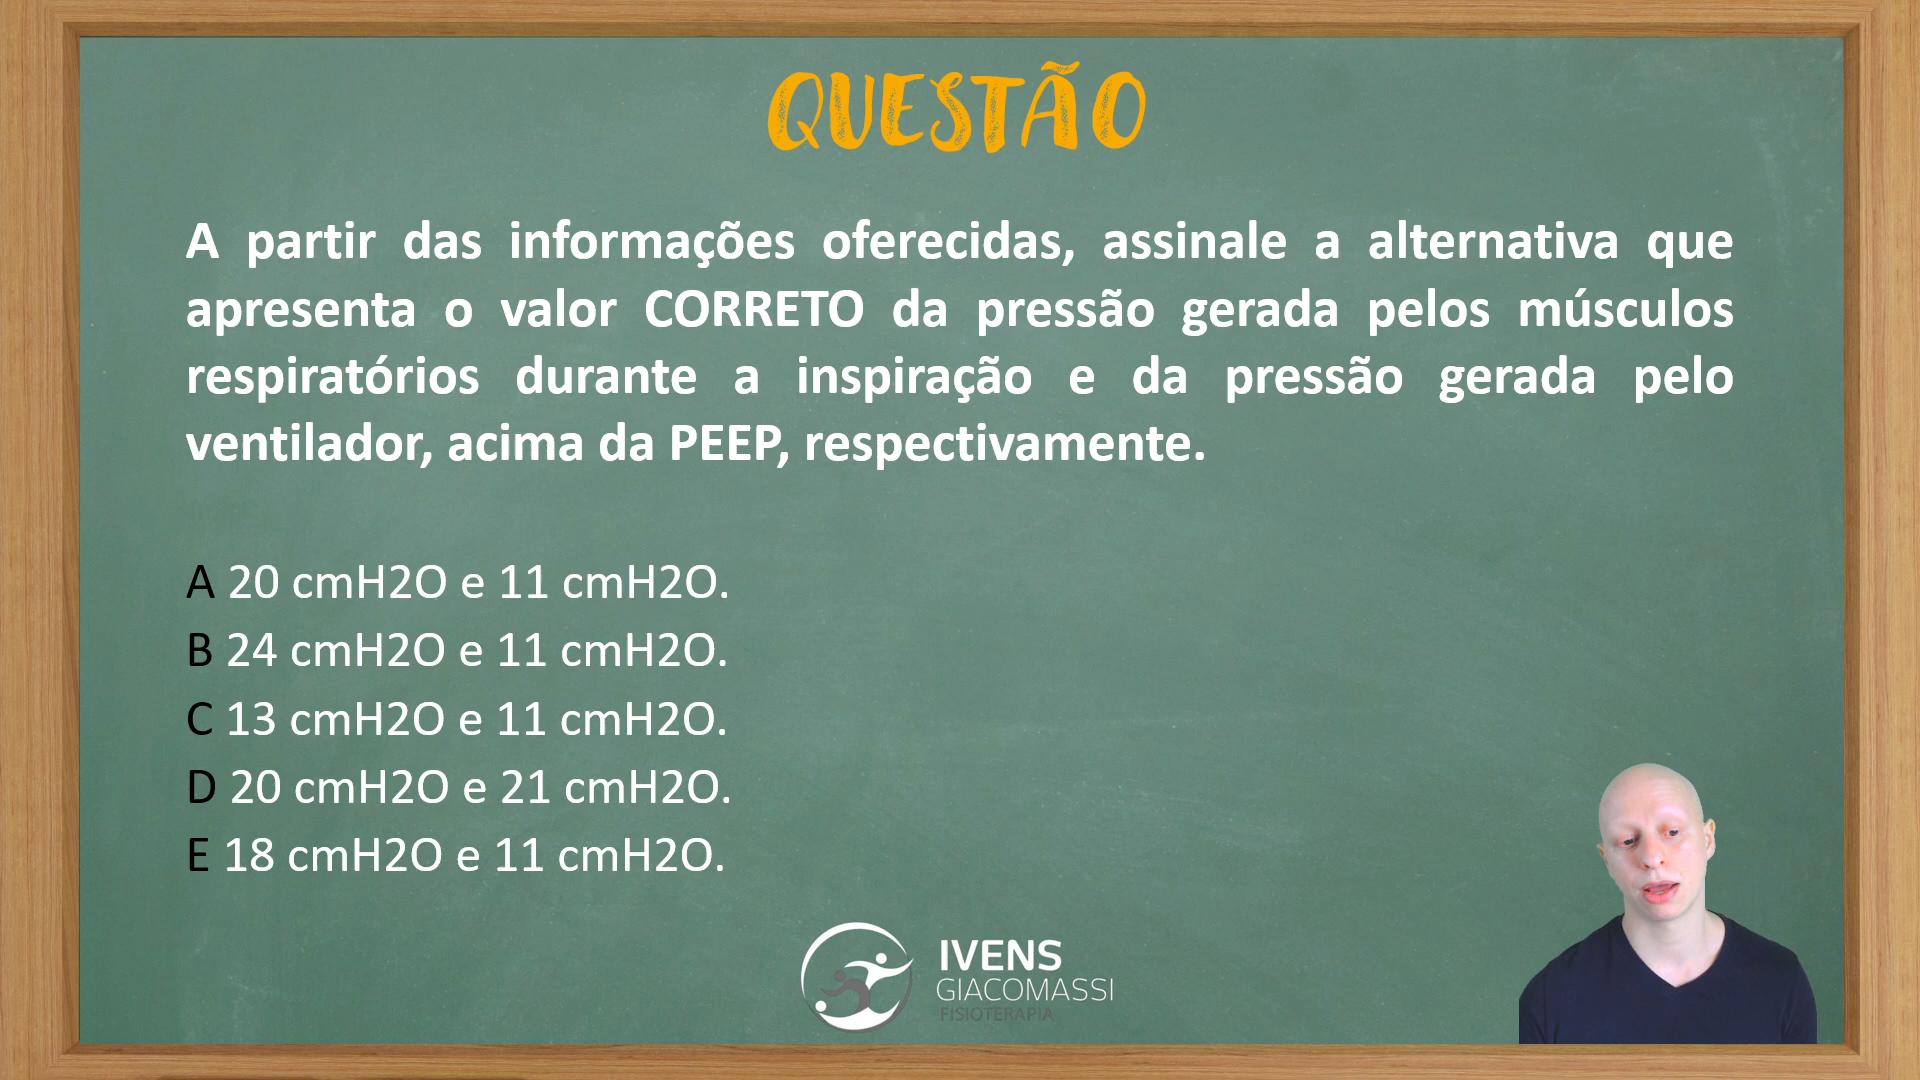 QUESTÃO
A partir das informações oferecidas, assinale a alternativa que
apresenta o valor CORRETO da pressão gerada pelos músculos
respiratórios durante a inspiração e da pressão gerada pelo
ventilador, acima da PEEP, respectivamente.
A 20 cmH2O e 11 cmH2O.
B 24 cmH2O e 11 cmH2O.
C 13 cmH2O e 11 cmH2O.
D 20 cmH2O e 21 cmH2O.
E 18 cmH2O e 11 cmH2O.
IVENS
GIACOMASSI
FISIOTERAPIA